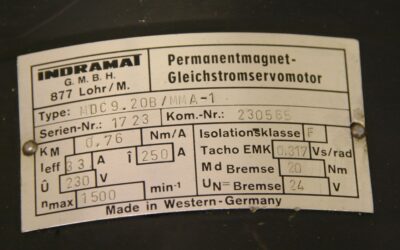 INDRAMAT
G. M. B. H.
877 Lohr/M.
Permanentmagnet-
Gleichstromservomotor
Type: MDC9.20B/MMA-1
Serien-Nr.: 1723 Kom.-Nr.: 230585
KM 0.76 Nm/A
Ieff 33 A Î 250 A
Û 230 V
nmax 1500 min-1
Isolationsklasse F
Tacho EMK 0.317 Vs/rad
Md Bremse 20 Nm
UN= Bremse 24 V
Made in Western-Germany